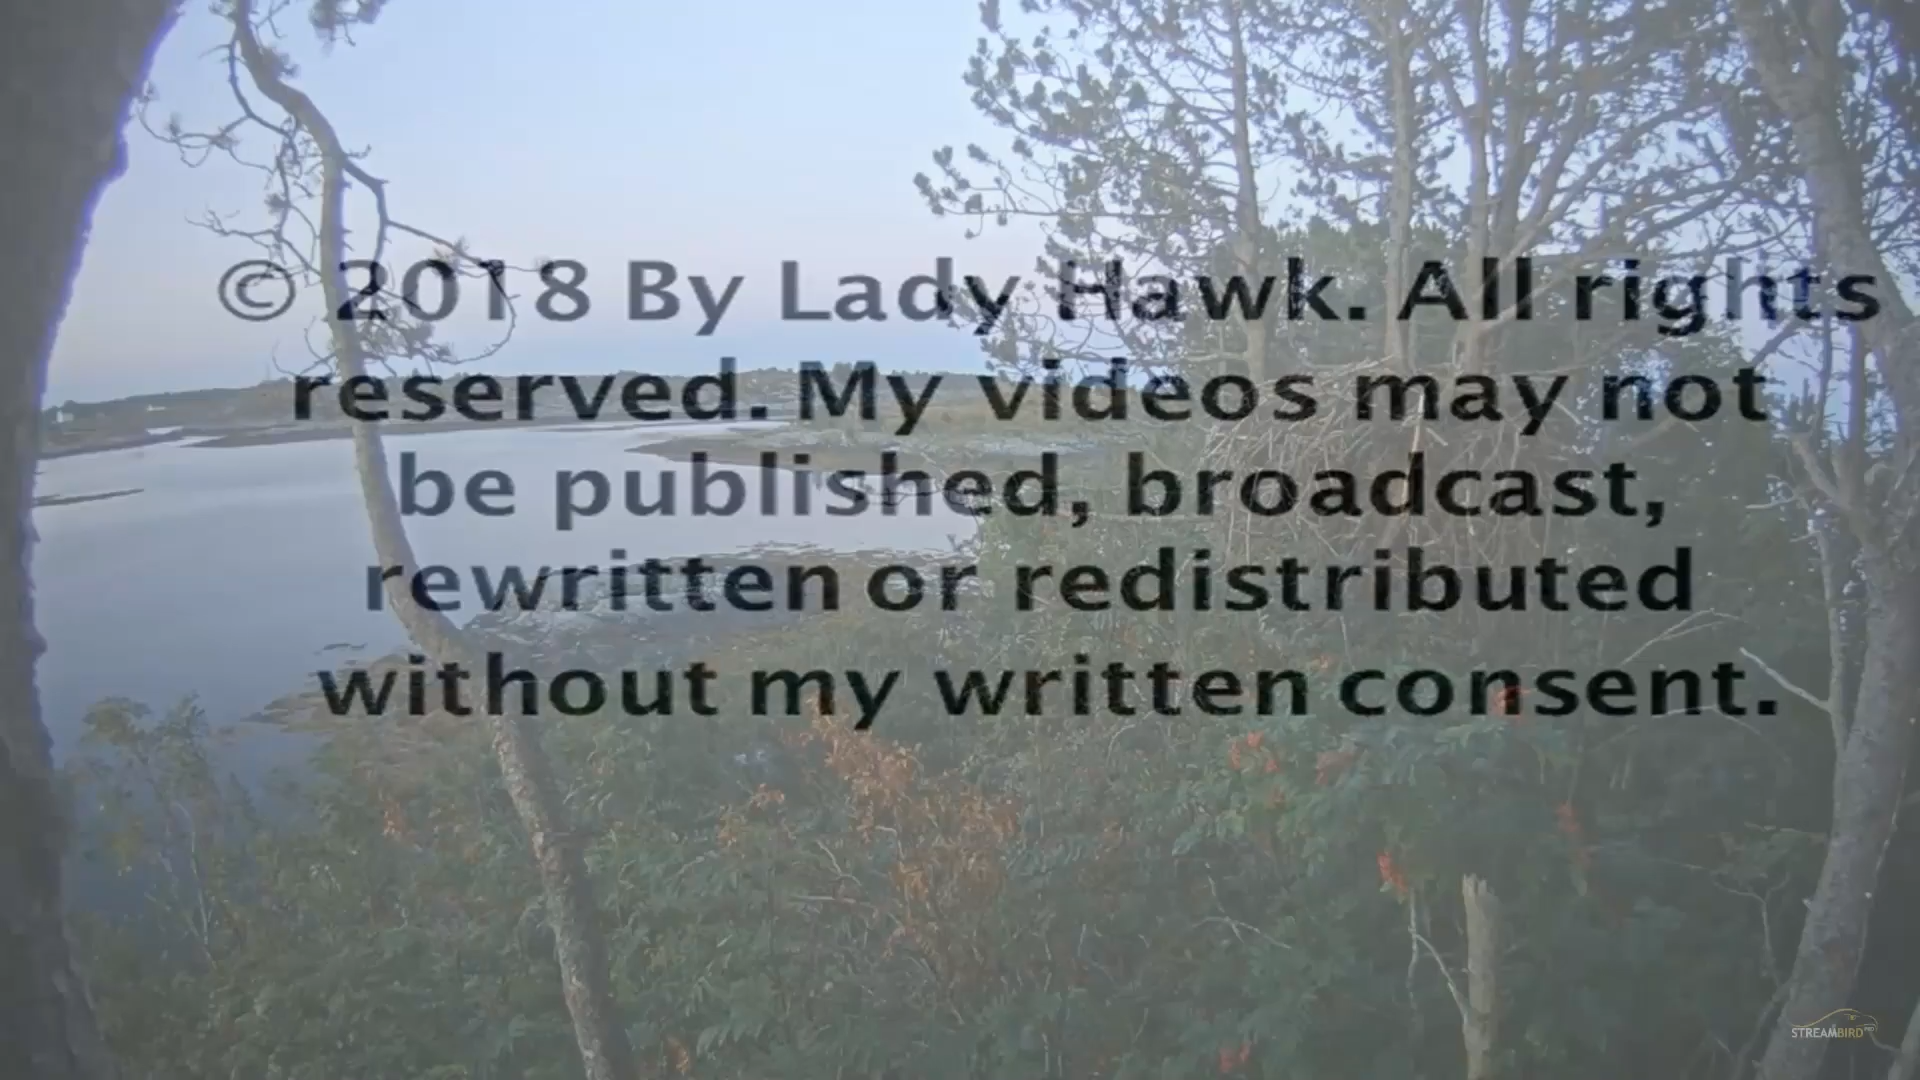 © 2018 By Lady Hawk. All rights
reserved. My videos may not
be published, broadcast,
rewritten or redistributed
without my written consent.
STREAMBIRD PRO